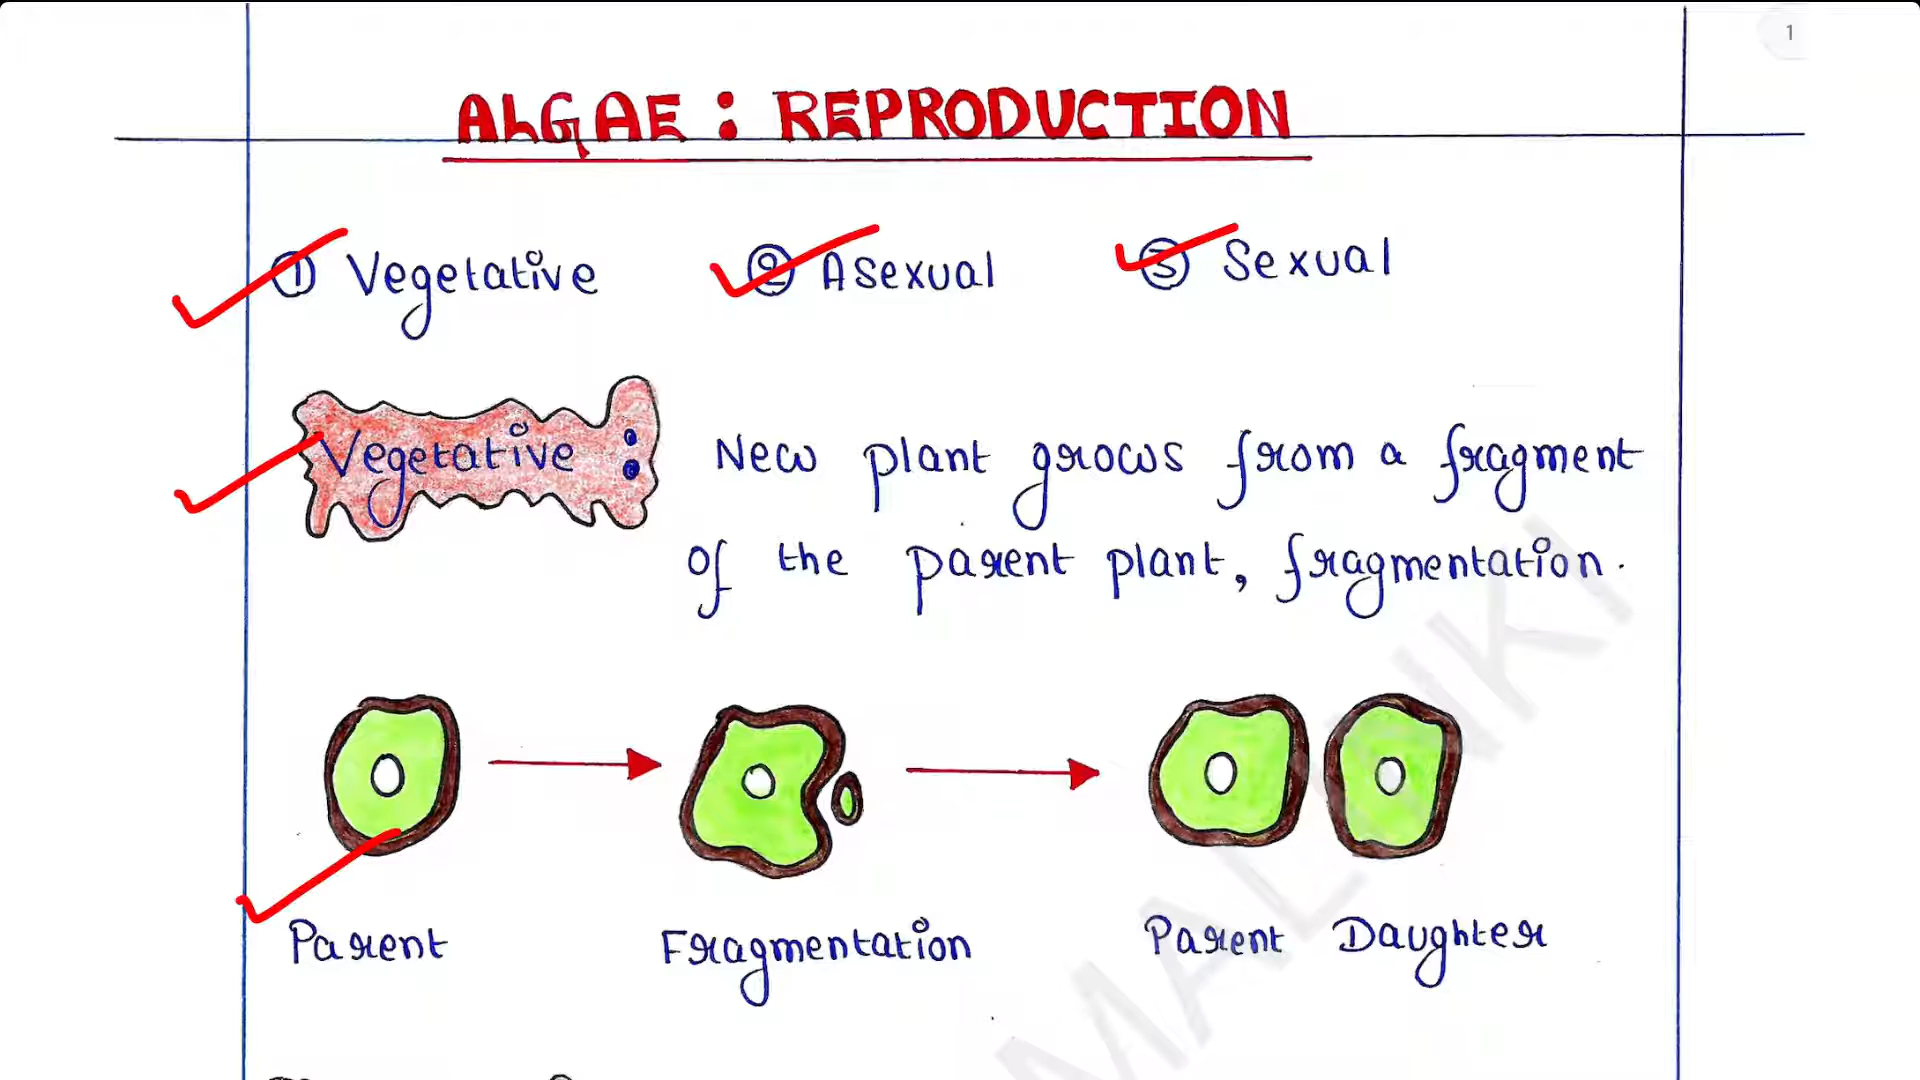 1
ALGAE : REPRODUCTION
① Vegetative ② Asexual ③ Sexual
Vegetative : New plant grows from a fragment
of the parent plant, fragmentation.
Parent Fragmentation Parent Daughter